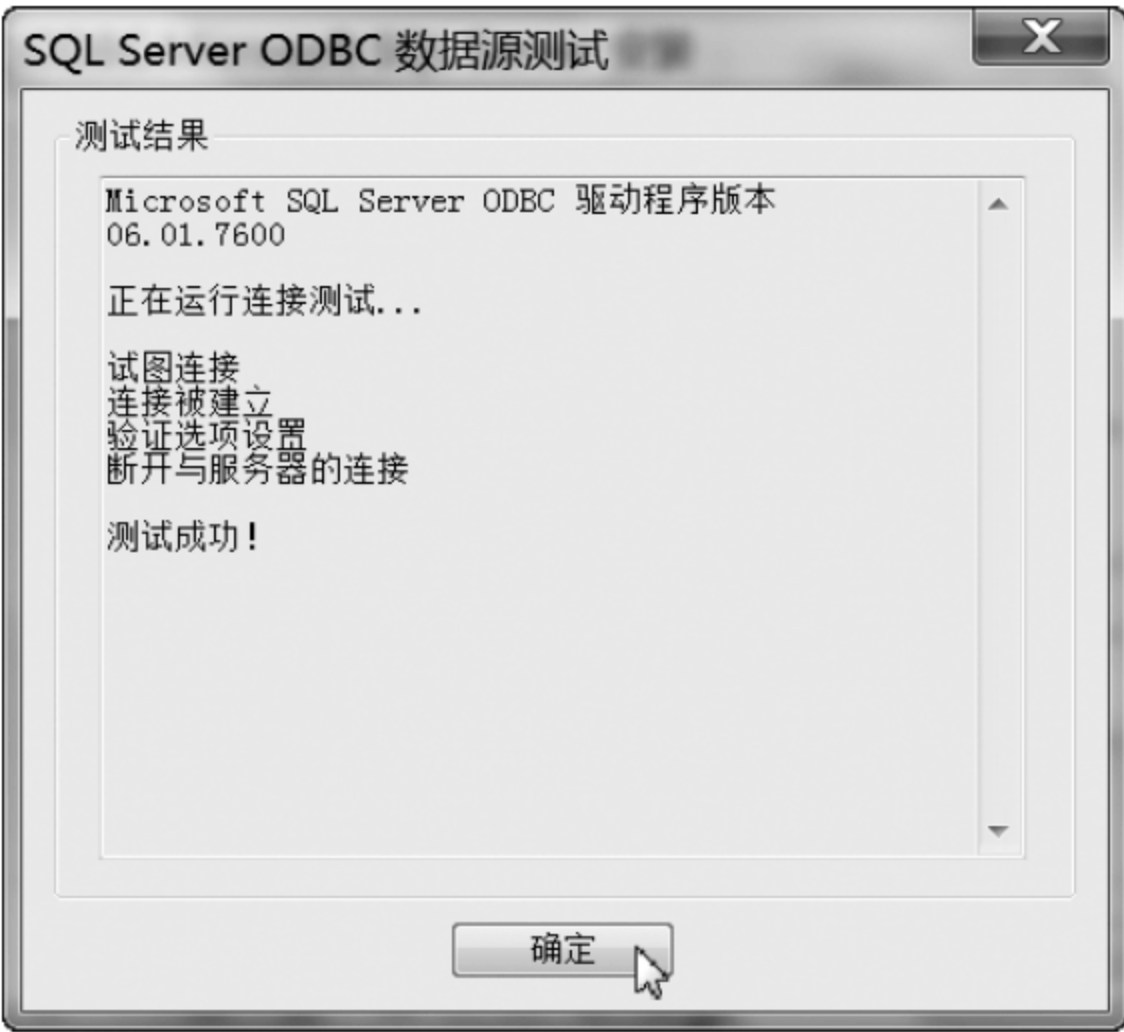 SQL Server ODBC 数据源测试
测试结果
Microsoft SQL Server ODBC 驱动程序版本
06.01.7600
正在运行连接测试...
试图连接
连接被建立
验证选项设置
断开与服务器的连接
测试成功!
确定